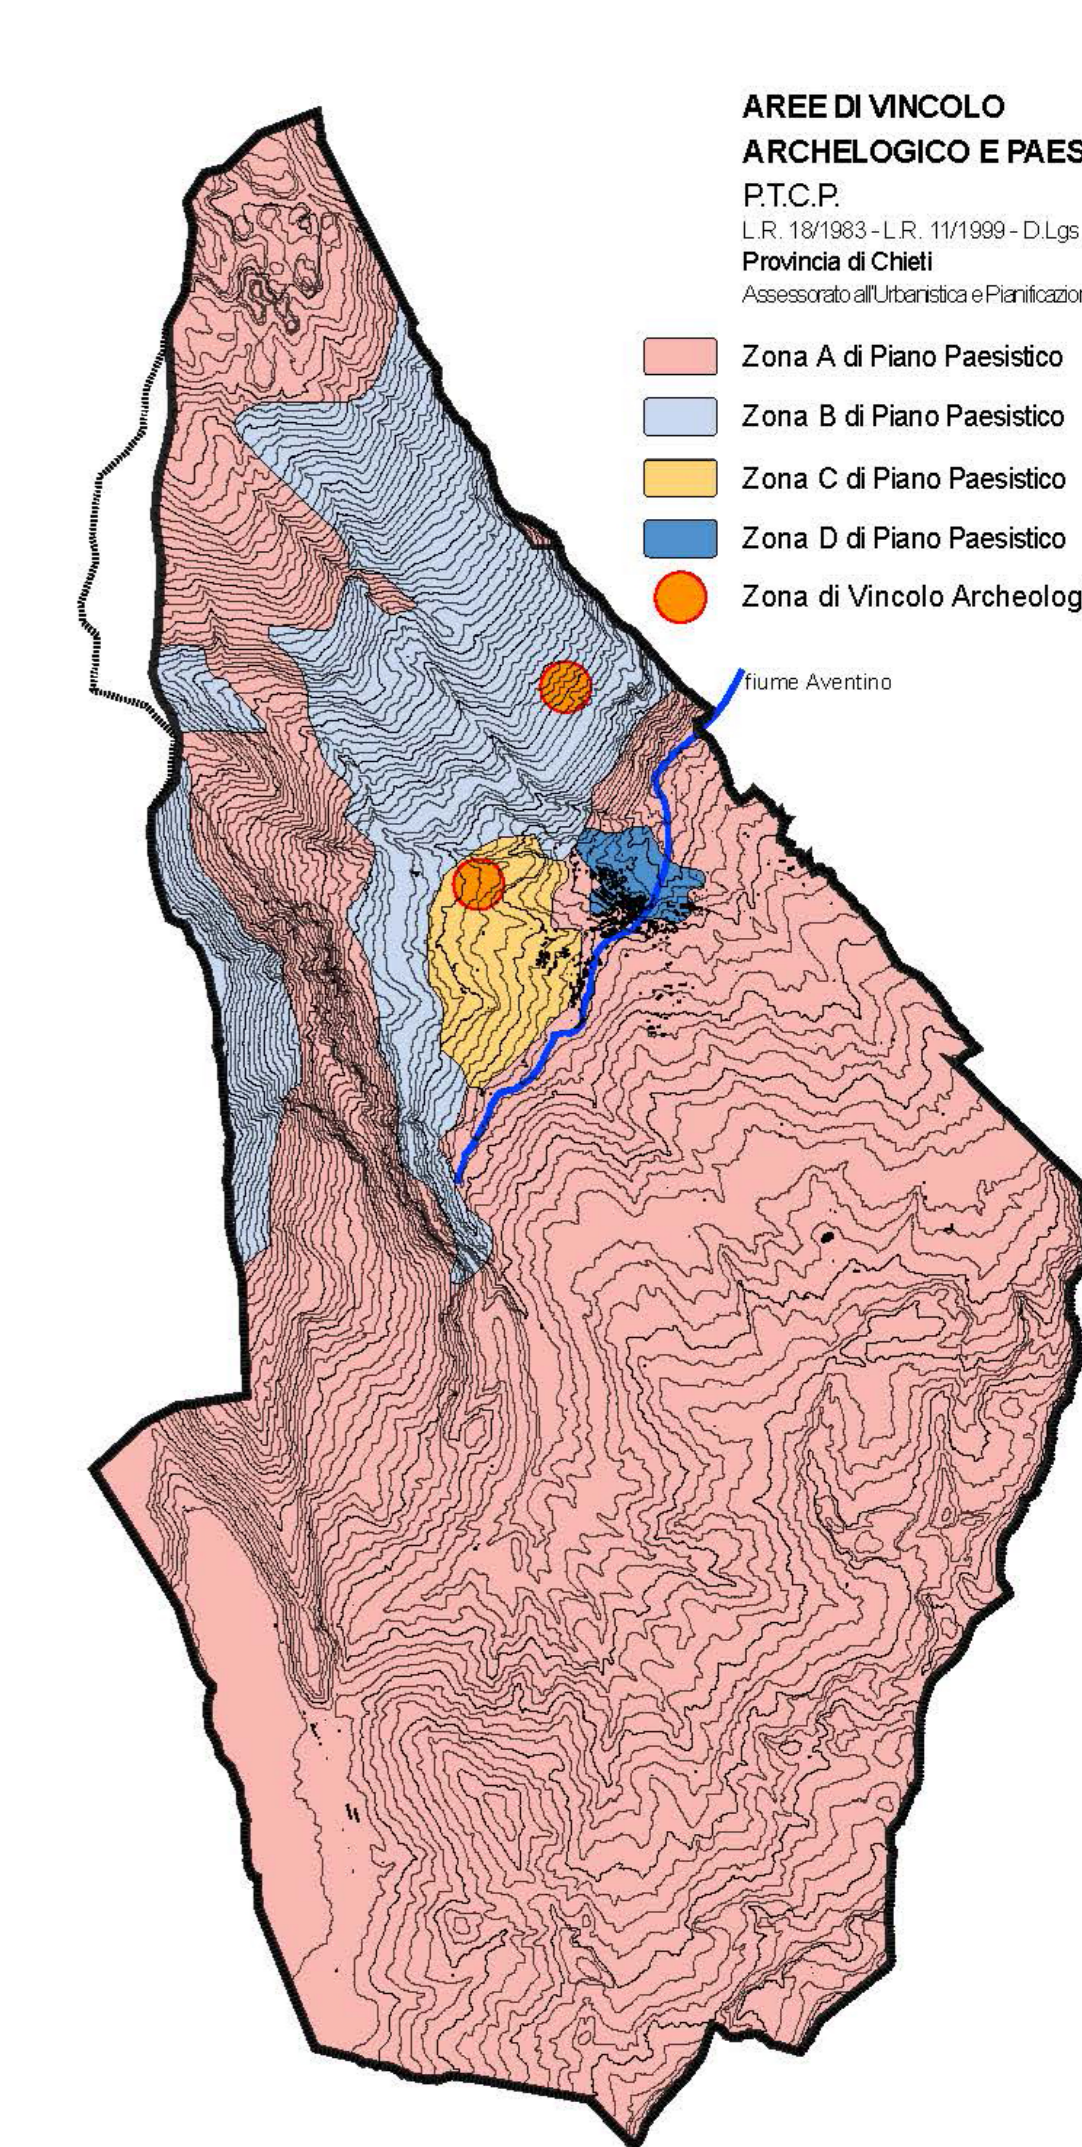 AREE DI VINCOLO
ARCHELOGICO E PAES
P.T.C.P.
L.R. 18/1983 - L.R. 11/1999 - D.Lgs
Provincia di Chieti
Assessorato all'Urbanistica e Pianificazion
Zona A di Piano Paesistico
Zona B di Piano Paesistico
Zona C di Piano Paesistico
Zona D di Piano Paesistico
Zona di Vincolo Archeolog
fiume Aventino